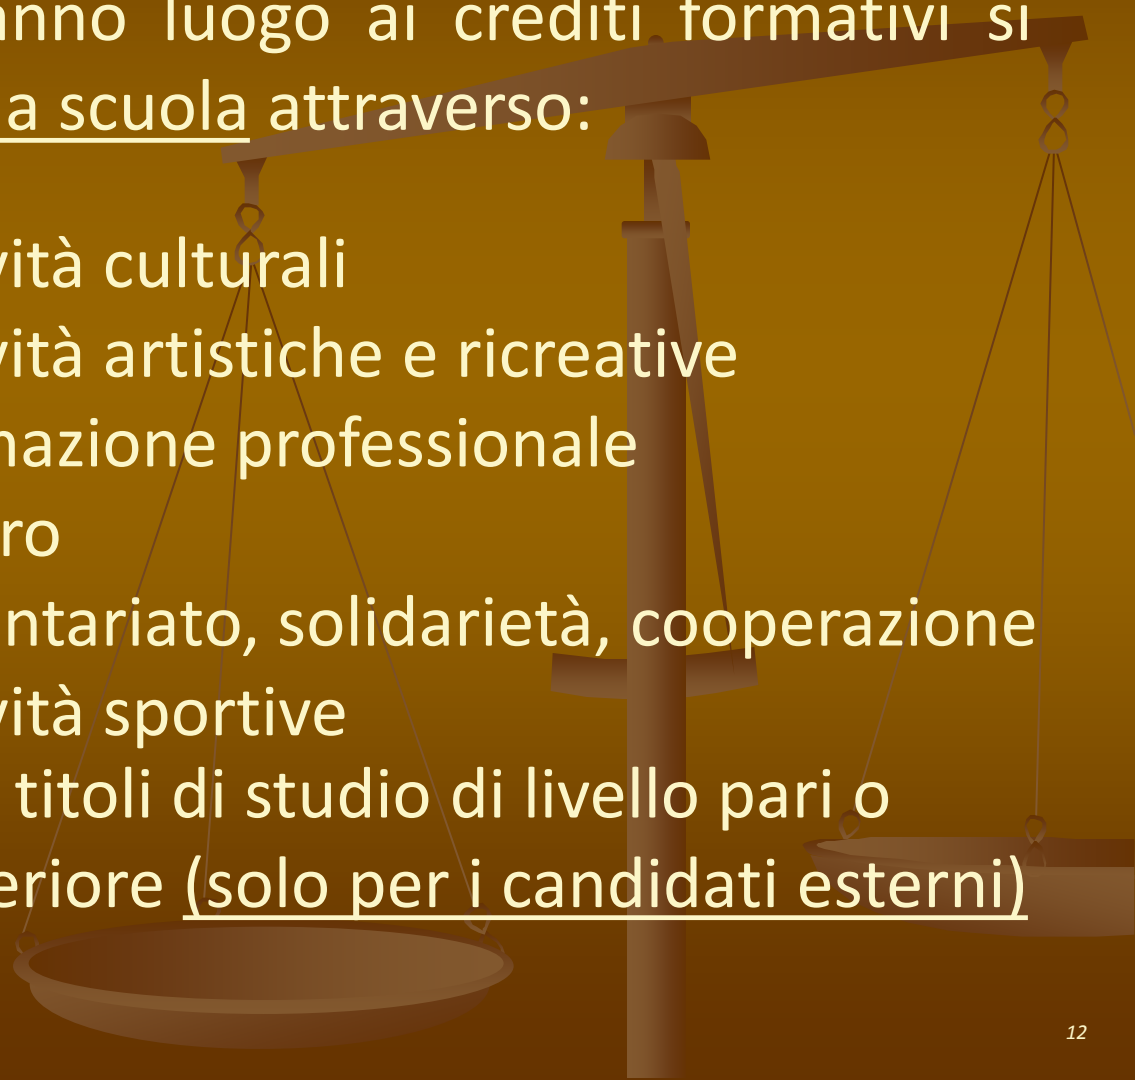 anno luogo ai crediti formativi si
a scuola attraverso:
vità culturali
vità artistiche e ricreative
mazione professionale
ro
ntariato, solidarietà, cooperazione
vità sportive
titoli di studio di livello pari o
eriore (solo per i candidati esterni)
12